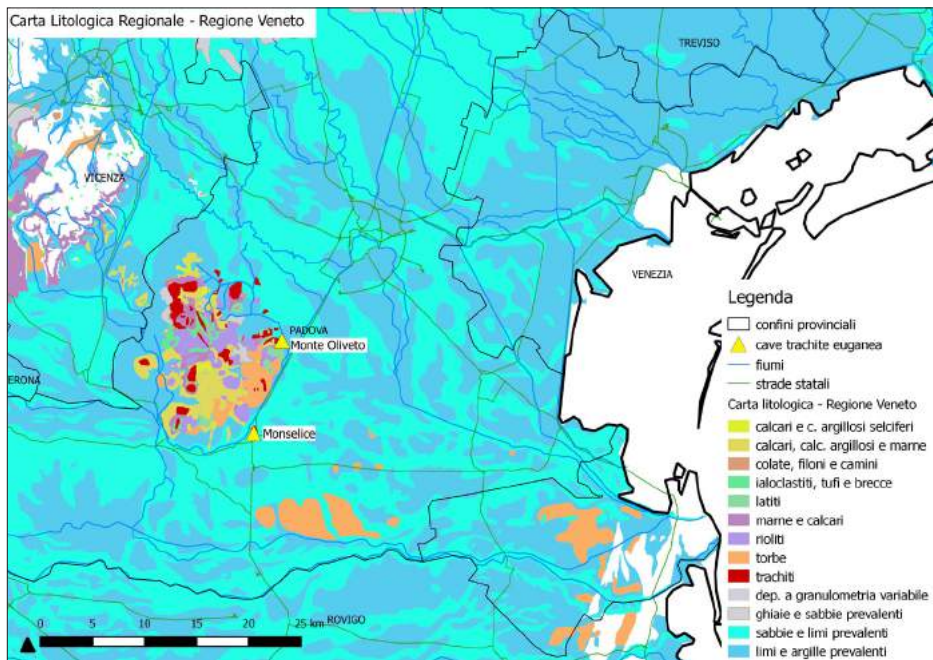 Carta Litologica Regionale - Regione Veneto
TREVISO
VICENZA
VENEZIA
PADOVA
Monte Oliveto
ERONA
Monselice
ROVIGO
0 5 10 15 20 25 km
Legenda
confini provinciali
cave trachite euganea
fiumi
strade statali
Carta litologica - Regione Veneto
calcari e c. argillosi selciferi
calcari, calc. argillosi e marne
colate, filoni e camini
ialoclastiti, tufi e brecce
latiti
marne e calcari
rioliti
torbe
trachiti
dep. a granulometria variabile
ghiaie e sabbie prevalenti
sabbie e limi prevalenti
limi e argille prevalenti